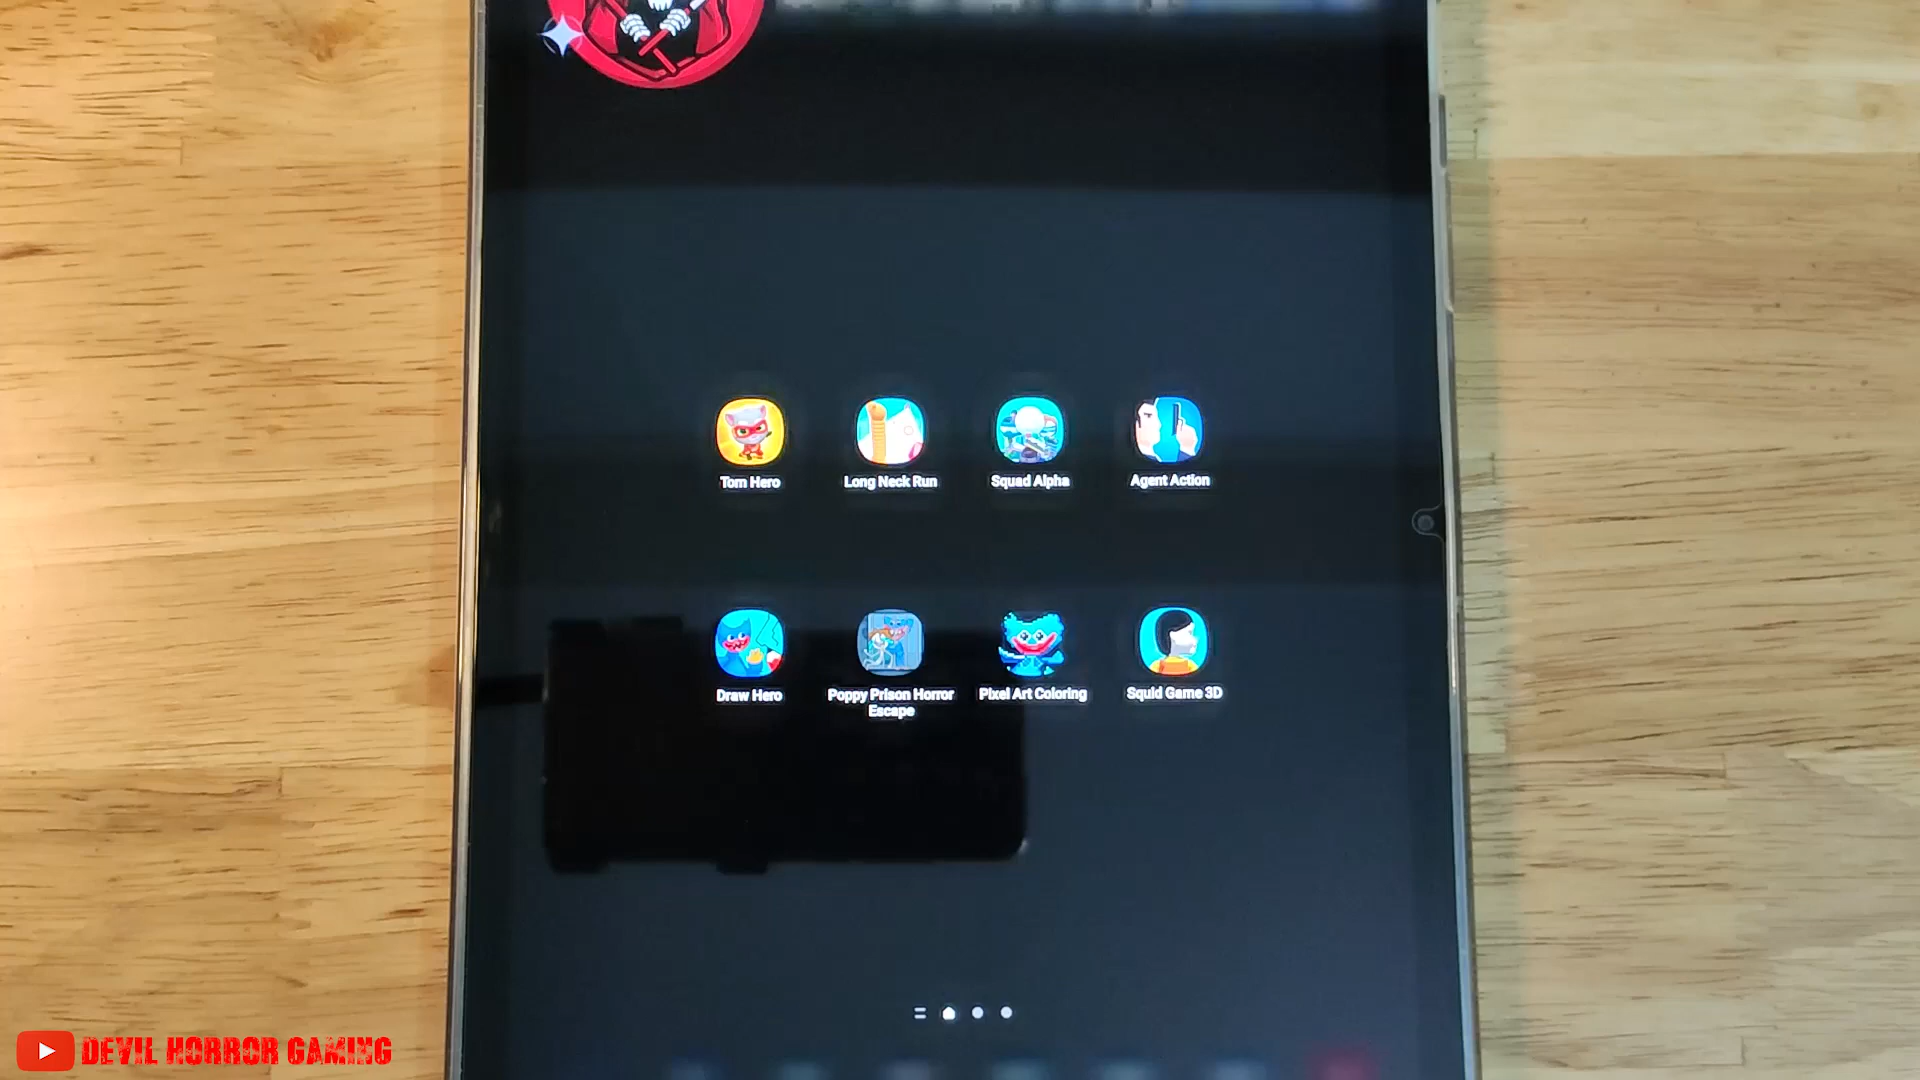 Tom Hero
Long Neck Run
Squad Alpha
Agent Action
Draw Hero
Poppy Prison Horror
Escape
Pixel Art Coloring
Squid Game 3D
DEVIL HORROR GAMING